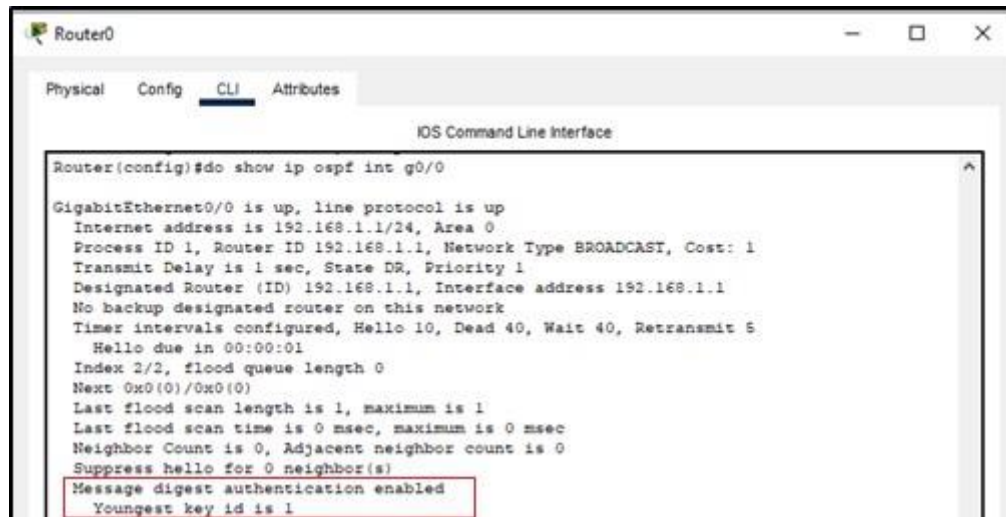 Router0
Physical Config CLI Attributes
IOS Command Line Interface
Router(config)#do show ip ospf int g0/0
GigabitEthernet0/0 is up, line protocol is up
Internet address is 192.168.1.1/24, Area 0
Process ID 1, Router ID 192.168.1.1, Network Type BROADCAST, Cost: 1
Transmit Delay is 1 sec, State DR, Priority 1
Designated Router (ID) 192.168.1.1, Interface address 192.168.1.1
No backup designated router on this network
Timer intervals configured, Hello 10, Dead 40, Wait 40, Retransmit 5
Hello due in 00:00:01
Index 2/2, flood queue length 0
Next 0x0(0)/0x0(0)
Last flood scan length is 1, maximum is 1
Last flood scan time is 0 msec, maximum is 0 msec
Neighbor Count is 0, Adjacent neighbor count is 0
Suppress hello for 0 neighbor(s)
Message digest authentication enabled
Youngest key id is 1